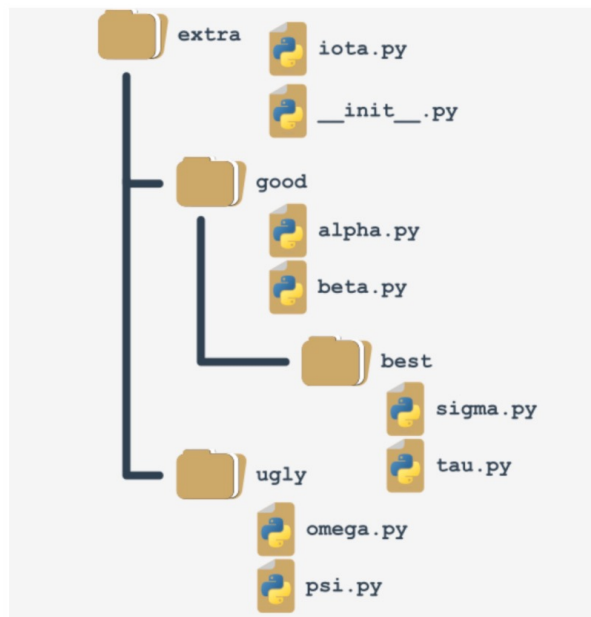 extra
iota.py
__init__.py
good
alpha.py
beta.py
best
sigma.py
tau.py
ugly
omega.py
psi.py